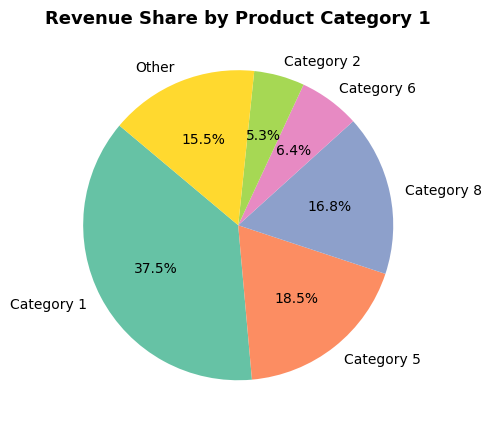 Revenue Share by Product Category 1
Other
Category 2
Category 6
15.5%
5.3%
6.4%
Category 8
16.8%
37.5%
18.5%
Category 1
Category 5